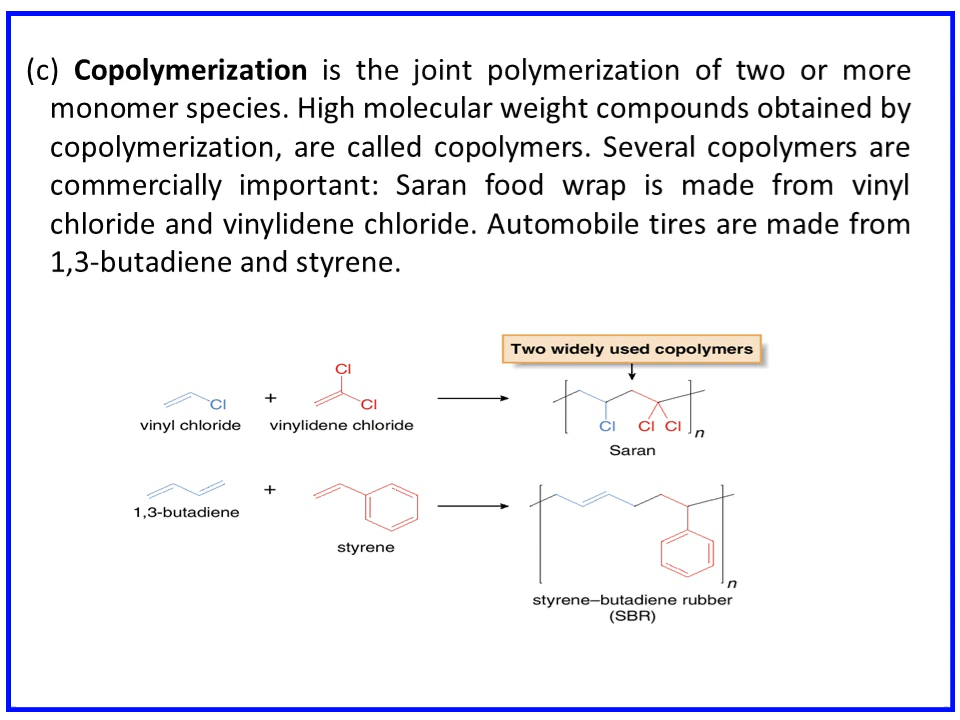 (c) Copolymerization is the joint polymerization of two or more
monomer species. High molecular weight compounds obtained by
copolymerization, are called copolymers. Several copolymers are
commercially important: Saran food wrap is made from vinyl
chloride and vinylidene chloride. Automobile tires are made from
1,3-butadiene and styrene.
Two widely used copolymers
Cl
Cl + Cl
Cl Cl Cl n
vinyl chloride vinylidene chloride
Saran
+
1,3-butadiene
styrene
n
styrene–butadiene rubber
(SBR)